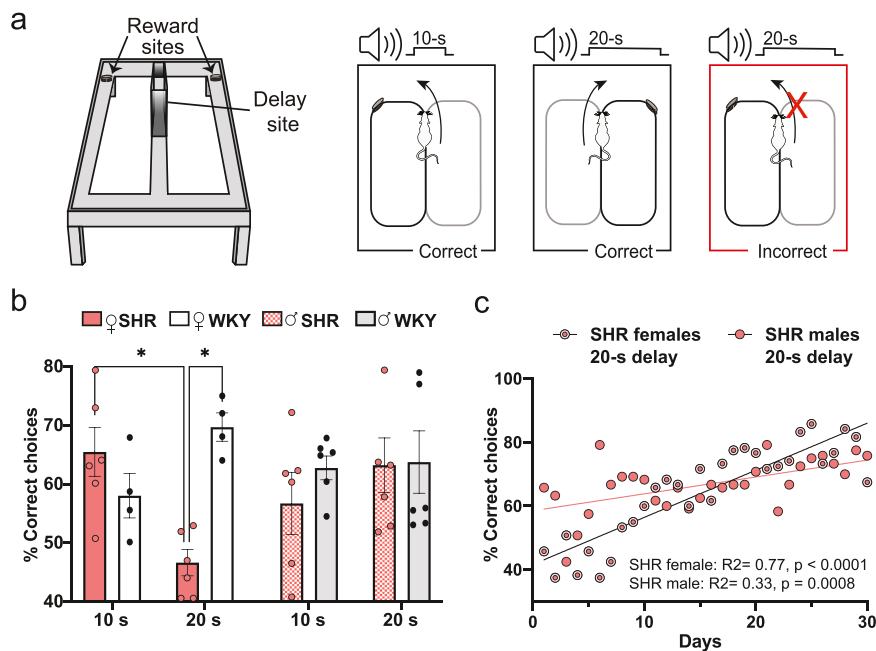 a
Reward
sites
Delay
site
10-s
20-s
20-s
Correct
Correct
X
Incorrect
b
♀SHR ♀ WKY ♂ SHR ♂ WKY
* *
% Correct choices
80
70
60
50
40
10 s 20 s 10 s 20 s
c
SHR females
20-s delay
SHR males
20-s delay
% Correct choices
100
80
60
40
SHR female: R2= 0.77, p < 0.0001
SHR male: R2= 0.33, p = 0.0008
0 10 20 30
Days